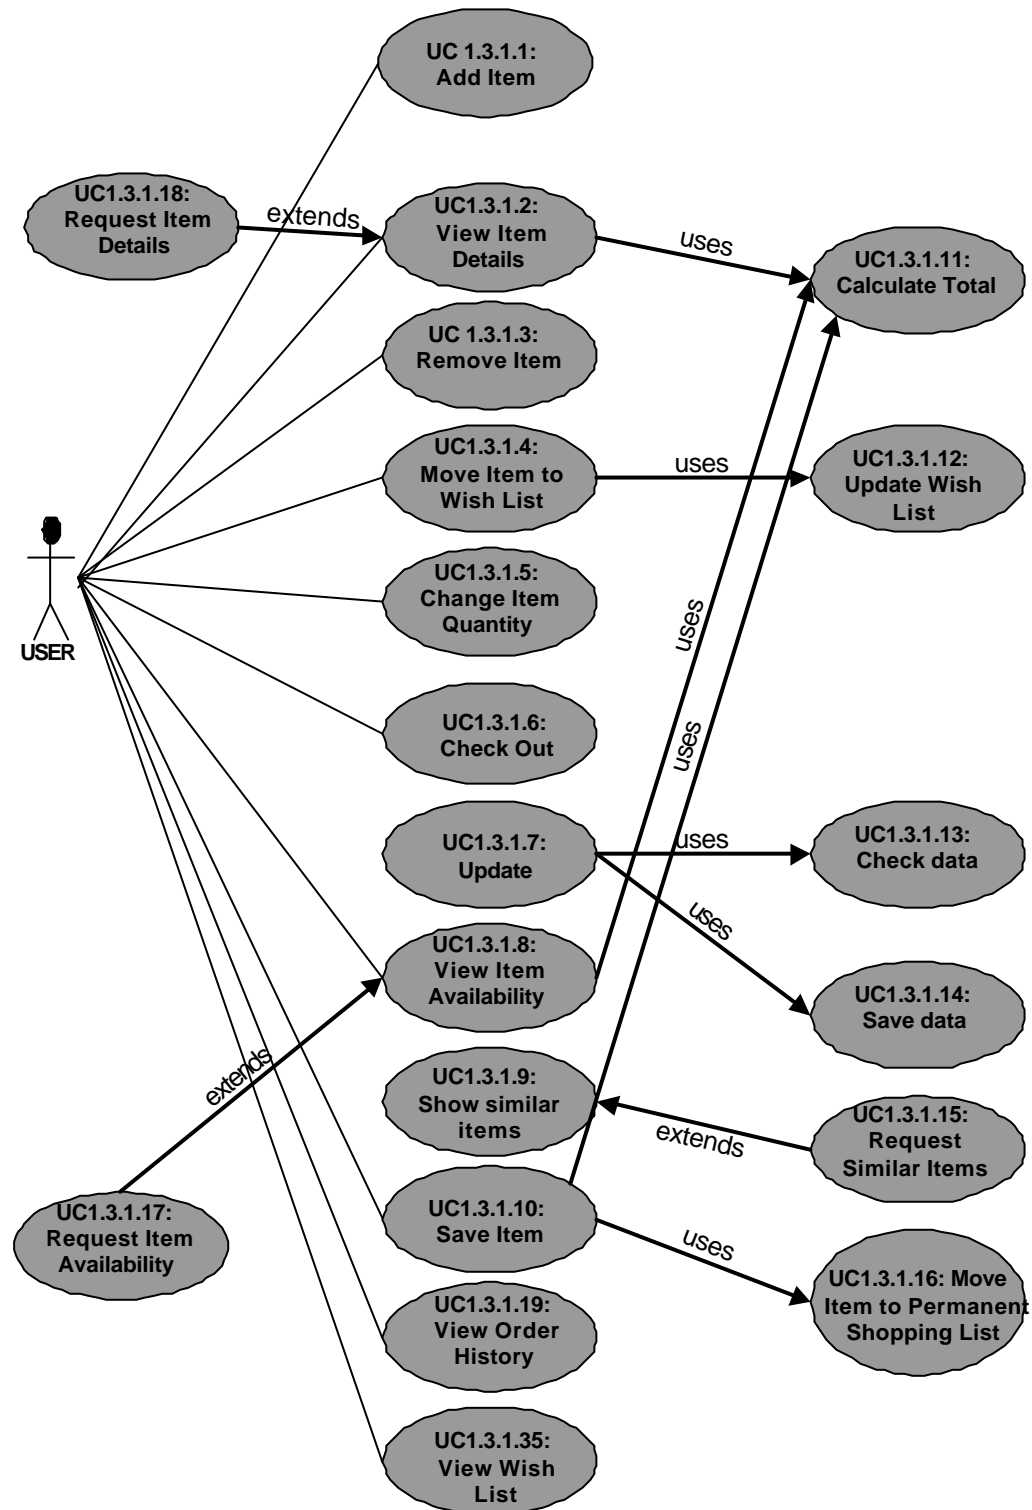 UC 1.3.1.1:
Add Item
UC1.3.1.18:
Request Item
Details
extends
UC1.3.1.2:
View Item
Details
uses
UC1.3.1.11:
Calculate Total
UC 1.3.1.3:
Remove Item
UC1.3.1.4:
Move Item to
Wish List
uses
UC1.3.1.12:
Update Wish
List
USER
UC1.3.1.5:
Change Item
Quantity
uses
UC1.3.1.6:
Check Out
uses
UC1.3.1.7:
Update
uses
UC1.3.1.13:
Check data
uses
UC1.3.1.8:
View Item
Availability
UC1.3.1.14:
Save data
extends
UC1.3.1.9:
Show similar
items
extends
UC1.3.1.15:
Request
Similar Items
UC1.3.1.17:
Request Item
Availability
UC1.3.1.10:
Save Item
uses
UC1.3.1.16: Move
Item to Permanent
Shopping List
UC1.3.1.19:
View Order
History
UC1.3.1.35:
View Wish
List